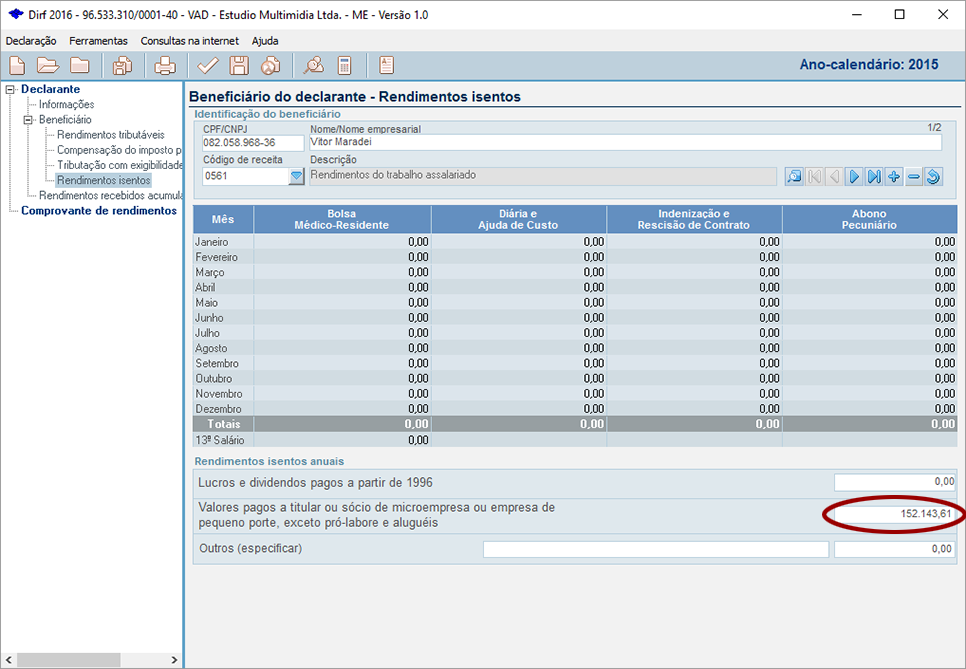 Dirf 2016 - 96.533.310/0001-40 - VAD - Estudio Multimidia Ltda. - ME - Versão 1.0
Declaração Ferramentas Consultas na internet Ajuda
Ano-calendário: 2015
Declarante
Informações
Beneficiário
Rendimentos tributáveis
Compensação do imposto p
Tributação com exigibilidade
Rendimentos isentos
Rendimentos recebidos acumula
Comprovante de rendimentos
Beneficiário do declarante - Rendimentos isentos
Identificação do beneficiário
CPF/CNPJ Nome/Nome empresarial 1/2
082.058.968-36 Vitor Maradei
Código de receita Descrição
0561 Rendimentos do trabalho assalariado
Mês Bolsa Médico-Residente Diária e Ajuda de Custo Indenização e Rescisão de Contrato Abono Pecuniário
Janeiro 0,00 0,00 0,00 0,00
Fevereiro 0,00 0,00 0,00 0,00
Março 0,00 0,00 0,00 0,00
Abril 0,00 0,00 0,00 0,00
Maio 0,00 0,00 0,00 0,00
Junho 0,00 0,00 0,00 0,00
Julho 0,00 0,00 0,00 0,00
Agosto 0,00 0,00 0,00 0,00
Setembro 0,00 0,00 0,00 0,00
Outubro 0,00 0,00 0,00 0,00
Novembro 0,00 0,00 0,00 0,00
Dezembro 0,00 0,00 0,00 0,00
Totais 0,00 0,00 0,00 0,00
13º Salário 0,00
Rendimentos isentos anuais
Lucros e dividendos pagos a partir de 1996 0,00
Valores pagos a titular ou sócio de microempresa ou empresa de
pequeno porte, exceto pró-labore e aluguéis 152.143,61
Outros (especificar) 0,00